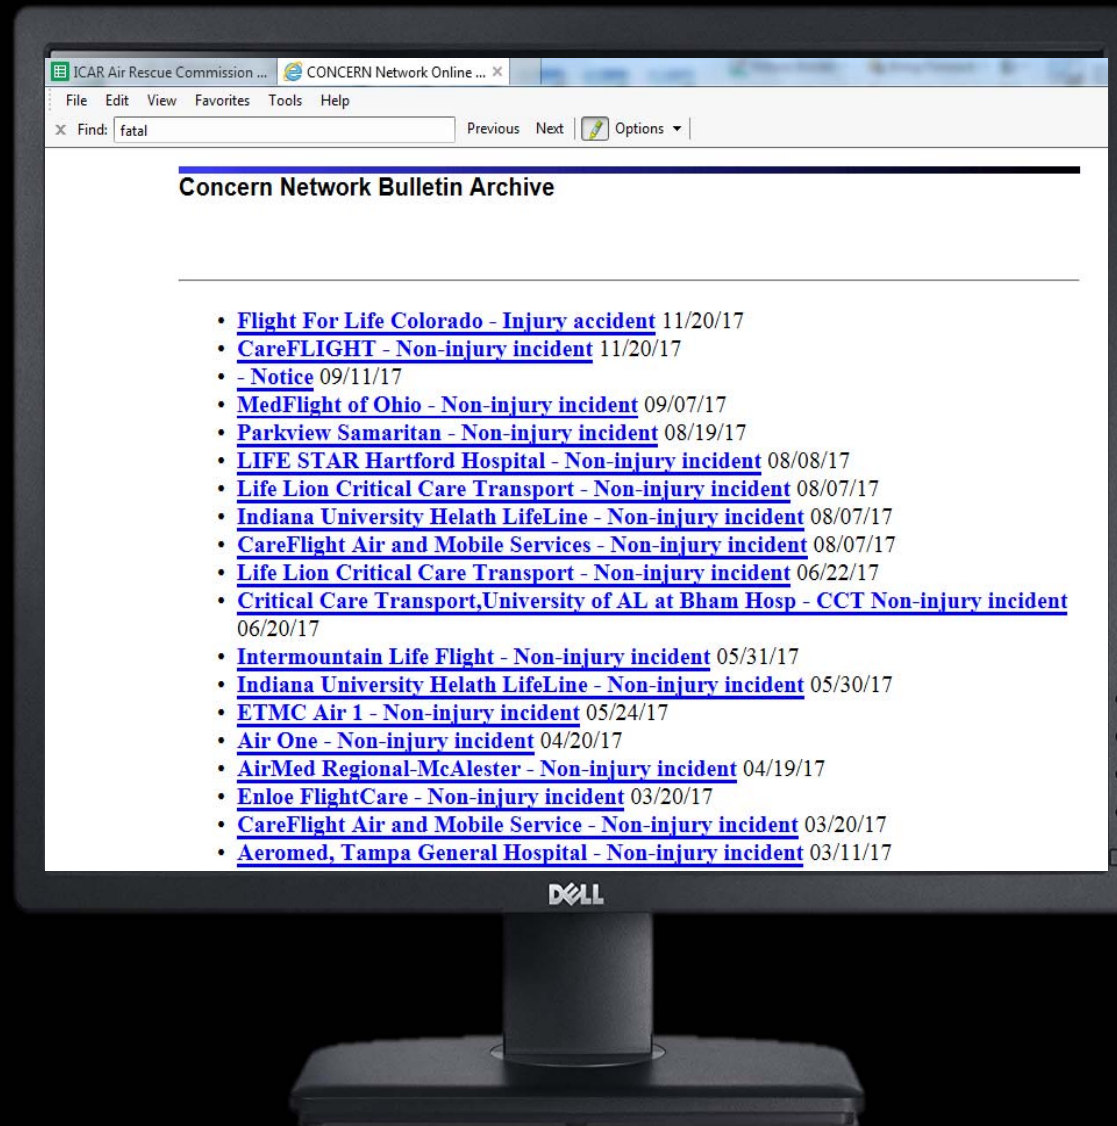 ICAR Air Rescue Commission ... CONCERN Network Online ...
File Edit View Favorites Tools Help
x Find: fatal Previous Next Options
Concern Network Bulletin Archive
• Flight For Life Colorado - Injury accident 11/20/17
• CareFLIGHT - Non-injury incident 11/20/17
• - Notice 09/11/17
• MedFlight of Ohio - Non-injury incident 09/07/17
• Parkview Samaritan - Non-injury incident 08/19/17
• LIFE STAR Hartford Hospital - Non-injury incident 08/08/17
• Life Lion Critical Care Transport - Non-injury incident 08/07/17
• Indiana University Helath LifeLine - Non-injury incident 08/07/17
• CareFlight Air and Mobile Services - Non-injury incident 08/07/17
• Life Lion Critical Care Transport - Non-injury incident 06/22/17
• Critical Care Transport,University of AL at Bham Hosp - CCT Non-injury incident
06/20/17
• Intermountain Life Flight - Non-injury incident 05/31/17
• Indiana University Helath LifeLine - Non-injury incident 05/30/17
• ETMC Air 1 - Non-injury incident 05/24/17
• Air One - Non-injury incident 04/20/17
• AirMed Regional-McAlester - Non-injury incident 04/19/17
• Enloe FlightCare - Non-injury incident 03/20/17
• CareFlight Air and Mobile Service - Non-injury incident 03/20/17
• Aeromed, Tampa General Hospital - Non-injury incident 03/11/17
DELL